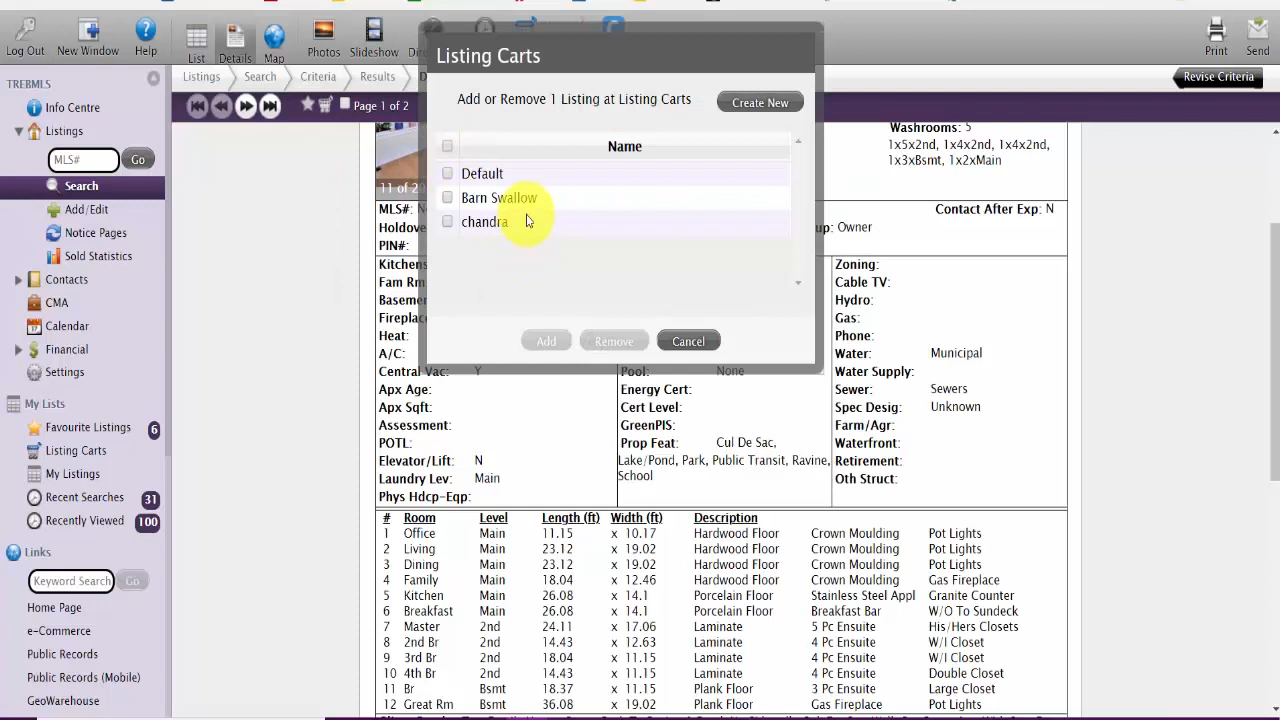 Log Out New Window Help List Details Map Photos Slideshow Print Send
TREBMLS Listings Search Criteria Results Revise Criteria
Info Centre
Listings
MLS# Go
Search
Add/Edit
Notice Pages
Sold Statistics
Contacts
CMA
Calendar
Financial
Settings
My Lists
Favourite Listings 6
Listing Carts
My Listings
Recent Searches 31
Recently Viewed 100
Links
Keyword Search Go
Home Page
e-Commerce
Public Records
Public Records (Mobile)
GeoWarehouse
Page 1 of 2
Listing Carts
Add or Remove 1 Listing at Listing Carts Create New
Name
Default
Barn Swallow
chandra
Add Remove Cancel
Washrooms: 5
1x5x2nd, 1x4x2nd, 1x4x2nd,
1x3xBsmt, 1x2xMain
11 of 2
MLS#: Contact After Exp: N
Owner
PIN#:
Kitchens
Fam Rm
Heat:
A/C:
Central Vac: Y
Apx Age:
Apx Sqft:
Assessment:
POTL:
Elevator/Lift: N
Laundry Lev: Main
Phys Hdcp-Eqp:
Pool: None
Energy Cert:
Cert Level:
GreenPIS:
Prop Feat: Cul De Sac,
Lake/Pond, Park, Public Transit, Ravine,
School
Zoning:
Cable TV:
Hydro:
Gas:
Phone:
Water: Municipal
Water Supply:
Sewer: Sewers
Spec Desig: Unknown
Farm/Agr:
Waterfront:
Retirement:
Oth Struct:
# Room Level Length (ft) Width (ft) Description
1 Office Main 11.15 x 10.17 Hardwood Floor Crown Moulding Pot Lights
2 Living Main 23.12 x 19.02 Hardwood Floor Crown Moulding Pot Lights
3 Dining Main 23.12 x 19.02 Hardwood Floor Crown Moulding Pot Lights
4 Family Main 18.04 x 12.46 Hardwood Floor Crown Moulding Gas Fireplace
5 Kitchen Main 26.08 x 14.1 Porcelain Floor Stainless Steel Appl Granite Counter
6 Breakfast Main 26.08 x 14.1 Porcelain Floor Breakfast Bar W/O To Sundeck
7 Master 2nd 24.11 x 17.06 Laminate 5 Pc Ensuite His/Hers Closets
8 2nd Br 2nd 14.43 x 12.63 Laminate 4 Pc Ensuite W/I Closet
9 3rd Br 2nd 18.04 x 11.15 Laminate 4 Pc Ensuite W/I Closet
10 4th Br 2nd 14.43 x 11.15 Laminate 4 Pc Ensuite Double Closet
11 Br Bsmt 18.37 x 11.15 Plank Floor 3 Pc Ensuite Large Closet
12 Great Rm Bsmt 36.08 x 19.02 Plank Floor Gas Fireplace Pot Lights